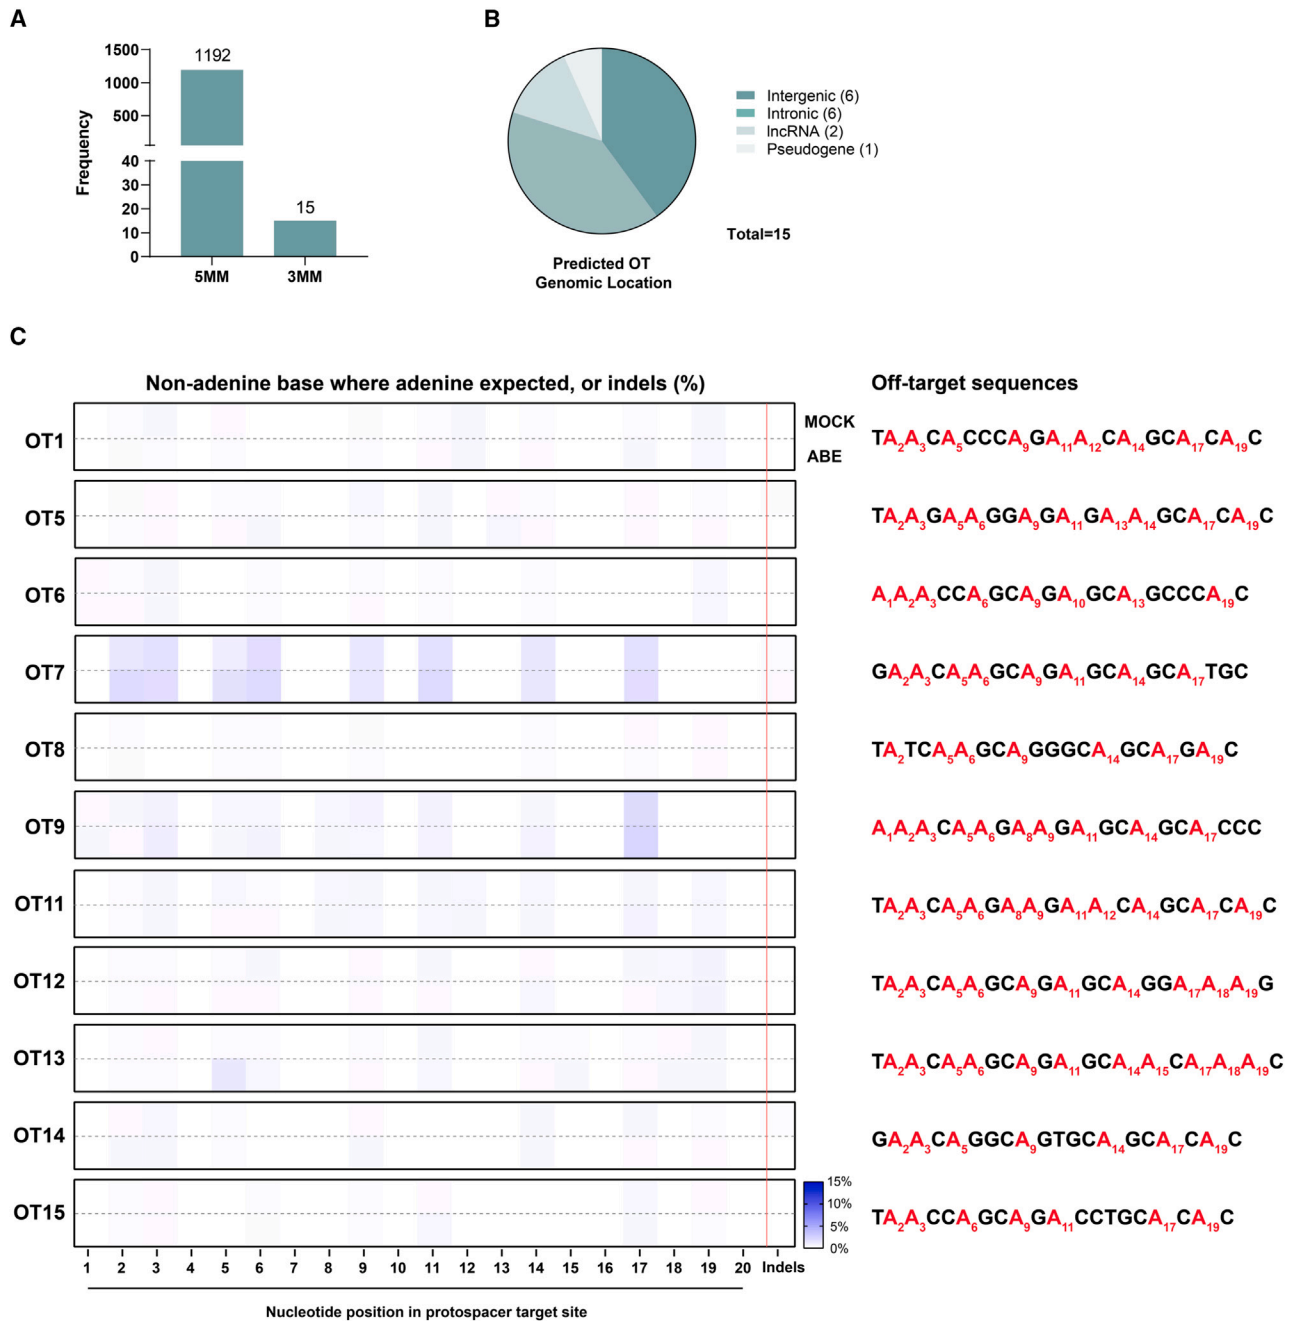 A
1500
1000
500
40
30
20
10
0
Frequency
1192
15
5MM
3MM
B
Intergenic (6)
Intronic (6)
lncRNA (2)
Pseudogene (1)
Total=15
Predicted OT
Genomic Location
C
Non-adenine base where adenine expected, or indels (%)
Off-target sequences
MOCK
ABE
OT1
TA2A3CA5CCCA9GA11A12CA14GCA17CA19C
OT5
TA2A3GA5A6GGA9GA11GA13A14GCA17CA19C
OT6
A1A2A3CCA6GCA9GA10GCA13GCCCA19C
OT7
GA2A3CA5A6GCA9GA11GCA14GCA17TGC
OT8
TA2TCA5A6GCA9GGGCA14GCA17GA19C
OT9
A1A2A3CA5A6GA8A9GA11GCA14GCA17CCC
OT11
TA2A3CA5A6GA8A9GA11A12CA14GCA17CA19C
OT12
TA2A3CA5A6GCA9GA11GCA14GGA17A18A19G
OT13
TA2A3CA5A6GCA9GA11GCA14A15CA17A18A19C
OT14
GA2A3CA5GGCA9GTGCA14GCA17CA19C
OT15
TA2A3CCA6GCA9GA11CCTGCA17CA19C
15%
10%
5%
0%
1 2 3 4 5 6 7 8 9 10 11 12 13 14 15 16 17 18 19 20 Indels
Nucleotide position in protospacer target site